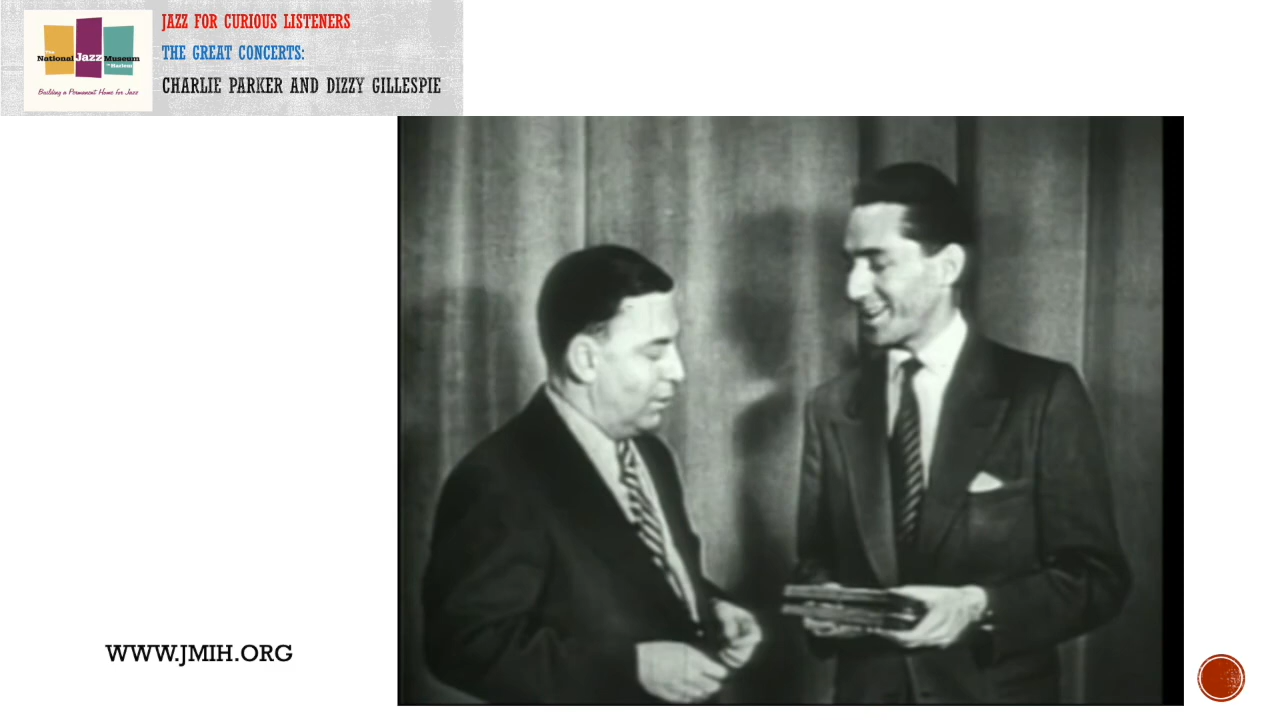 JAZZ FOR CURIOUS LISTENERS
THE GREAT CONCERTS:
CHARLIE PARKER AND DIZZY GILLESPIE
The
National Jazz Museum
in Harlem
Building a Permanent Home for Jazz
WWW.JMIH.ORG